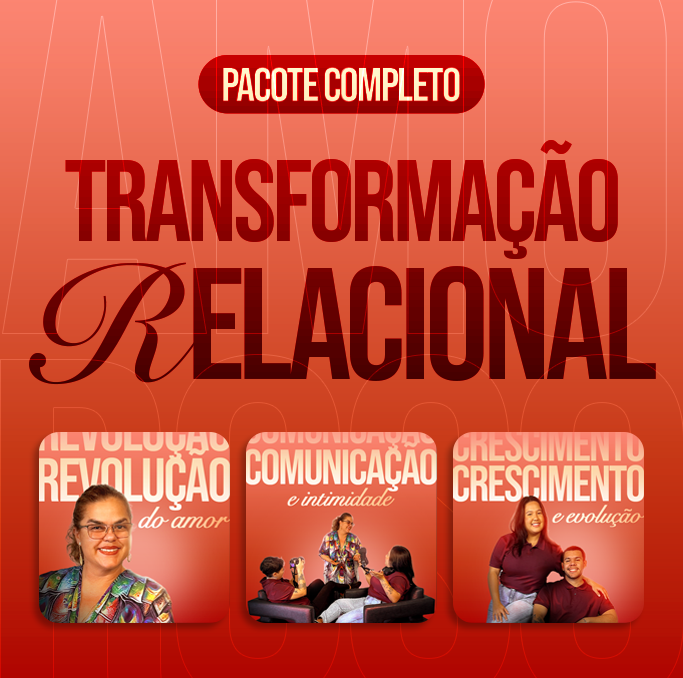 PACOTE COMPLETO
TRANSFORMAÇÃO
RELACIONAL
REVOLUÇÃO
REVOLUÇÃO
do amor
COMUNICAÇÃO
COMUNICAÇÃO
e intimidade
CRESCIMENTO
CRESCIMENTO
e evolução